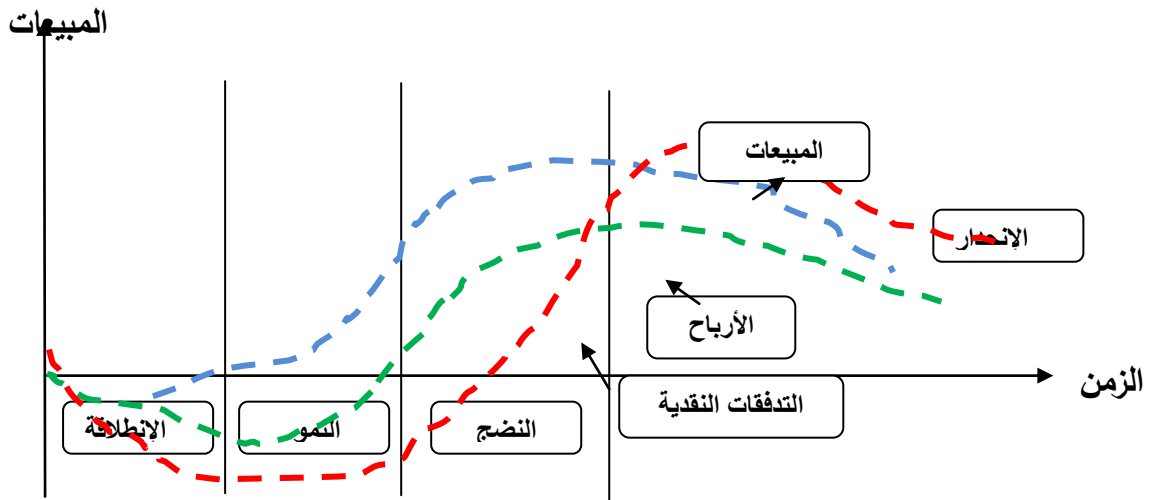 المبيعات
المبيعات
الإنحدار
الأرباح
الزمن
التدفقات النقدية
الإنطلاقة
النمو
النضج